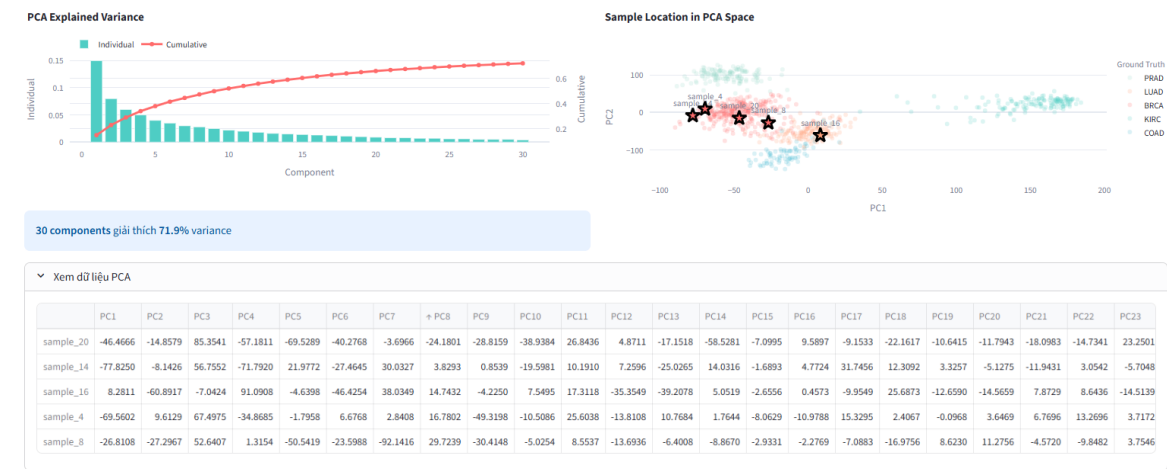 PCA Explained Variance
Individual Cumulative
0.15
0.1
0.05
0
Individual
0.6
0.4
0.2
Cumulative
0 5 10 15 20 25 30
Component
Sample Location in PCA Space
Ground Truth
PRAD
LUAD
BRCA
KIRC
COAD
100
0
−100
PC2
sample_4
sample_20
sample_8
sample_16
−100 −50 0 50 100 150 200
PC1
30 components giải thích 71.9% variance
Xem dữ liệu PCA
PC1 PC2 PC3 PC4 PC5 PC6 PC7 ↑ PC8 PC9 PC10 PC11 PC12 PC13 PC14 PC15 PC16 PC17 PC18 PC19 PC20 PC21 PC22 PC23
sample_20 -46.4666 -14.8579 85.3541 -57.1811 -69.5289 -40.2768 -3.6966 -24.1801 -28.8159 -38.9384 26.8436 4.8711 -17.1518 -58.5281 -7.0995 9.5897 -9.1533 -22.1617 -10.6415 -11.7943 -18.0983 -14.7341 23.2501
sample_14 -77.8250 -8.1426 56.7552 -71.7920 21.9772 -27.4645 30.0327 3.8293 0.8539 -19.5981 10.1910 7.2596 -25.0265 14.0316 -1.6893 4.7724 31.7456 12.3092 3.3257 -5.1275 -11.9431 3.0542 -5.7048
sample_16 8.2811 -60.8917 -7.0424 91.0908 -4.6398 -46.4254 38.0349 14.7432 -4.2250 7.5495 17.3118 -35.3549 -39.2078 5.0519 -2.6556 0.4573 -9.9549 25.6873 -12.6590 -14.5659 7.8729 8.6436 -14.5139
sample_4 -69.5602 9.6129 67.4975 -34.8685 -1.7958 6.6768 2.8408 16.7802 -49.3198 -10.5086 25.6038 -13.8108 10.7684 1.7644 -8.0629 -10.9788 15.3295 2.4067 -0.0968 3.6469 6.7696 13.2696 3.7172
sample_8 -26.8108 -27.2967 52.6407 1.3154 -50.5419 -23.5988 -92.1416 29.7239 -30.4148 -5.0254 8.5537 -13.6936 -6.4008 -8.8670 -2.9331 -2.2769 -7.0883 -16.9756 8.6230 11.2756 -4.5720 -9.8482 3.7546